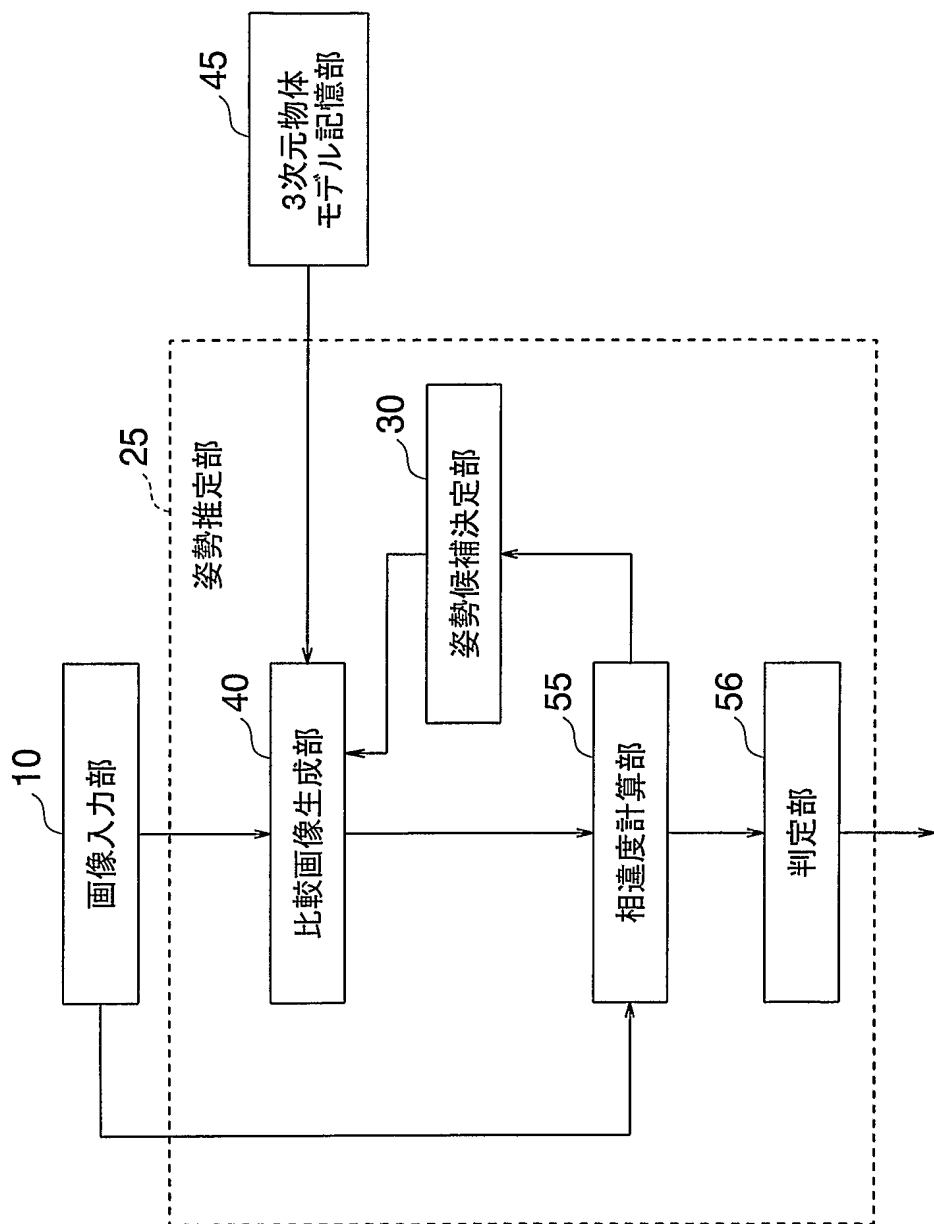 10
画像入力部
25
姿勢推定部
45
3次元物体
モデル記憶部
40
比較画像生成部
30
姿勢候補決定部
55
相違度計算部
56
判定部